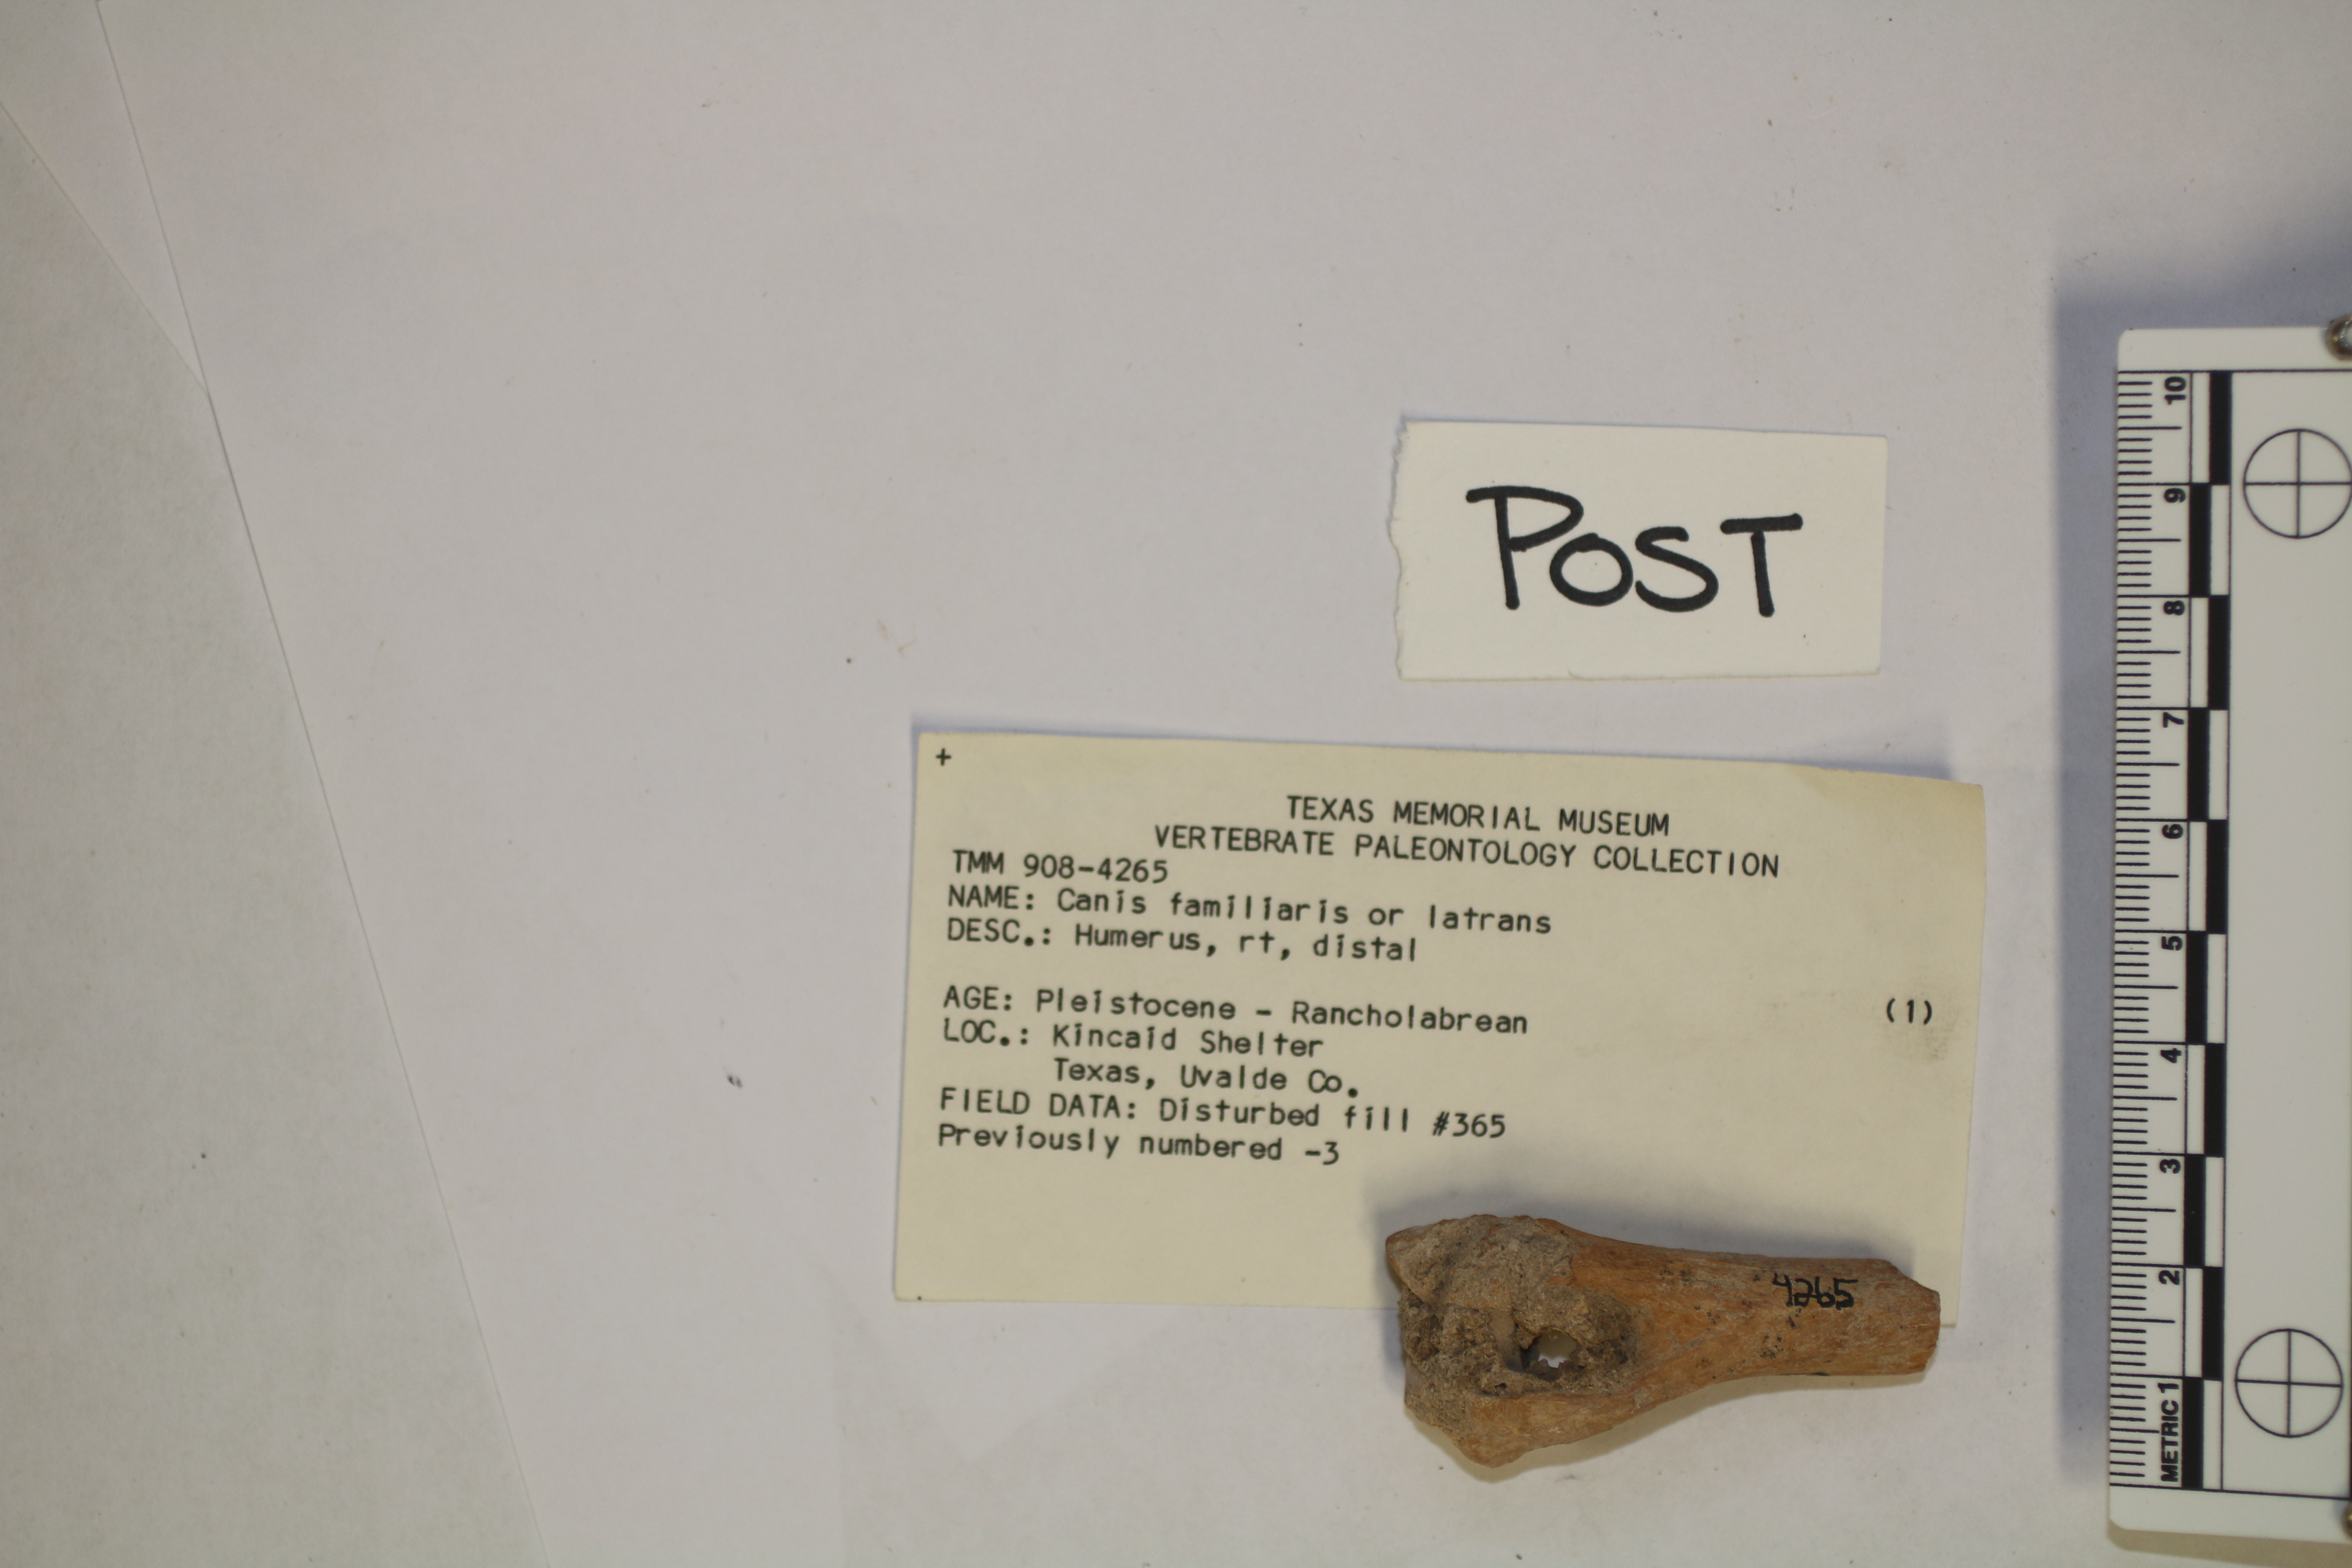 +
TEXAS MEMORIAL MUSEUM
VERTEBRATE PALEONTOLOGY COLLECTION
TMM 908-4265
NAME: Canis familiaris or latrans
DESC.: Humerus, rt, distal
AGE: Pleistocene - Rancholabrean
LOC.: Kincaid Shelter
Texas, Uvalde Co.
FIELD DATA: Disturbed fill #365
Previously numbered -3
(1)
POST
4265
METRIC 1 2 3 4 5 6 7 8 9 10